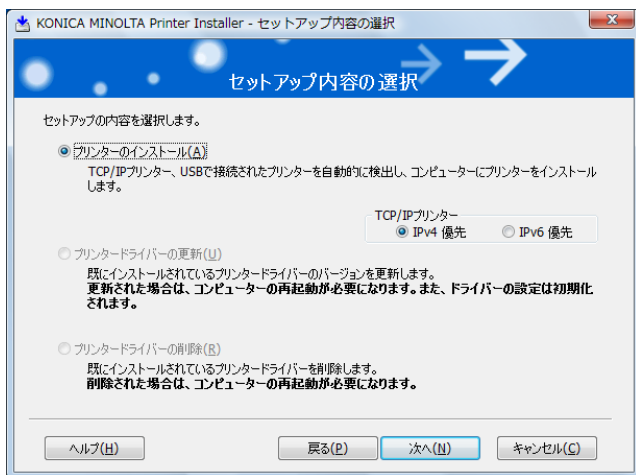 KONICA MINOLTA Printer Installer - セットアップ内容の選択
セットアップ内容の選択
セットアップの内容を選択します。
プリンターのインストール(A)
TCP/IPプリンター、USBで接続されたプリンターを自動的に検出し、コンピューターにプリンターをインストール
します。
TCP/IPプリンター
IPv4 優先 IPv6 優先
プリンタードライバーの更新(U)
既にインストールされているプリンタードライバーのバージョンを更新します。
更新された場合は、コンピューターの再起動が必要になります。また、ドライバーの設定は初期化
されます。
プリンタードライバーの削除(R)
既にインストールされているプリンタードライバーを削除します。
削除された場合は、コンピューターの再起動が必要になります。
ヘルプ(H) 戻る(P) 次へ(N) キャンセル(C)